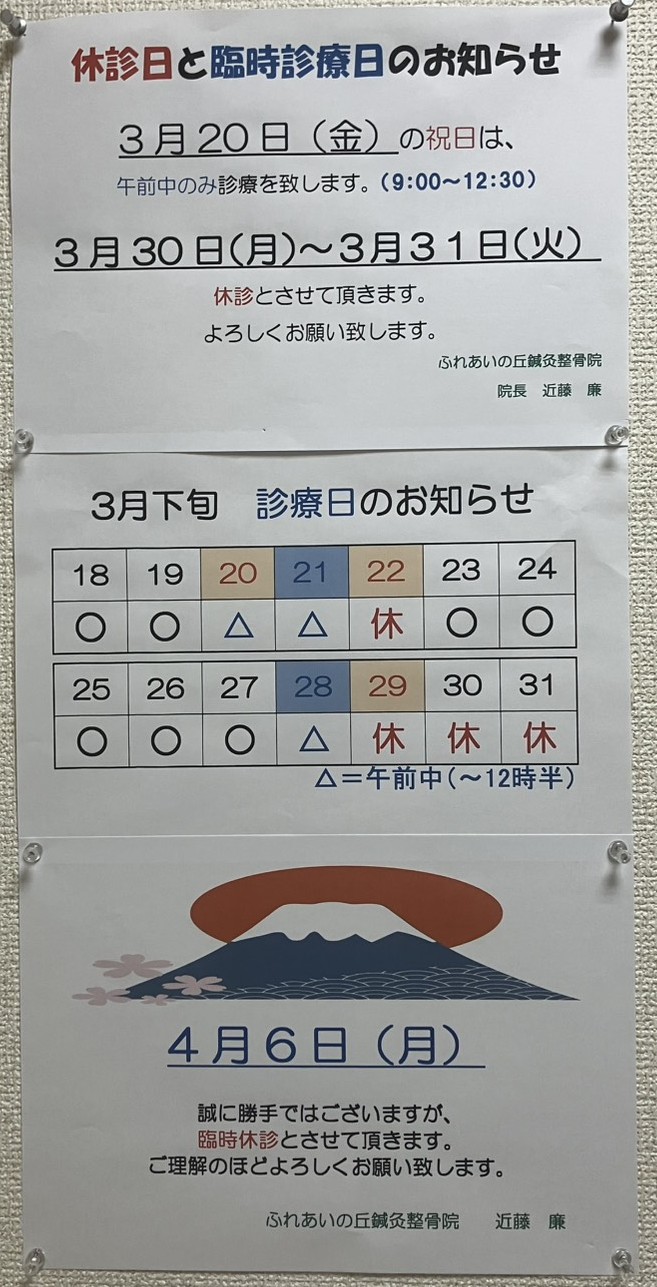 休診日と臨時診療日のお知らせ
３月20日（金）の祝日は、
午前中のみ診療を致します。（9:00～12:30）
３月30日(月)～３月３１日(火)
休診とさせて頂きます。
よろしくお願い致します。
ふれあいの丘鍼灸整骨院
院長　近藤　廉
3月下旬　診療日のお知らせ
18 19 20 21 22 23 24
○ ○ △ △ 休 ○ ○
25 26 27 28 29 30 31
○ ○ ○ △ 休 休 休
△＝午前中(～12時半)
４月６日（月）
誠に勝手ではございますが、
臨時休診とさせて頂きます。
ご理解のほどよろしくお願い致します。
ふれあいの丘鍼灸整骨院　近藤　廉